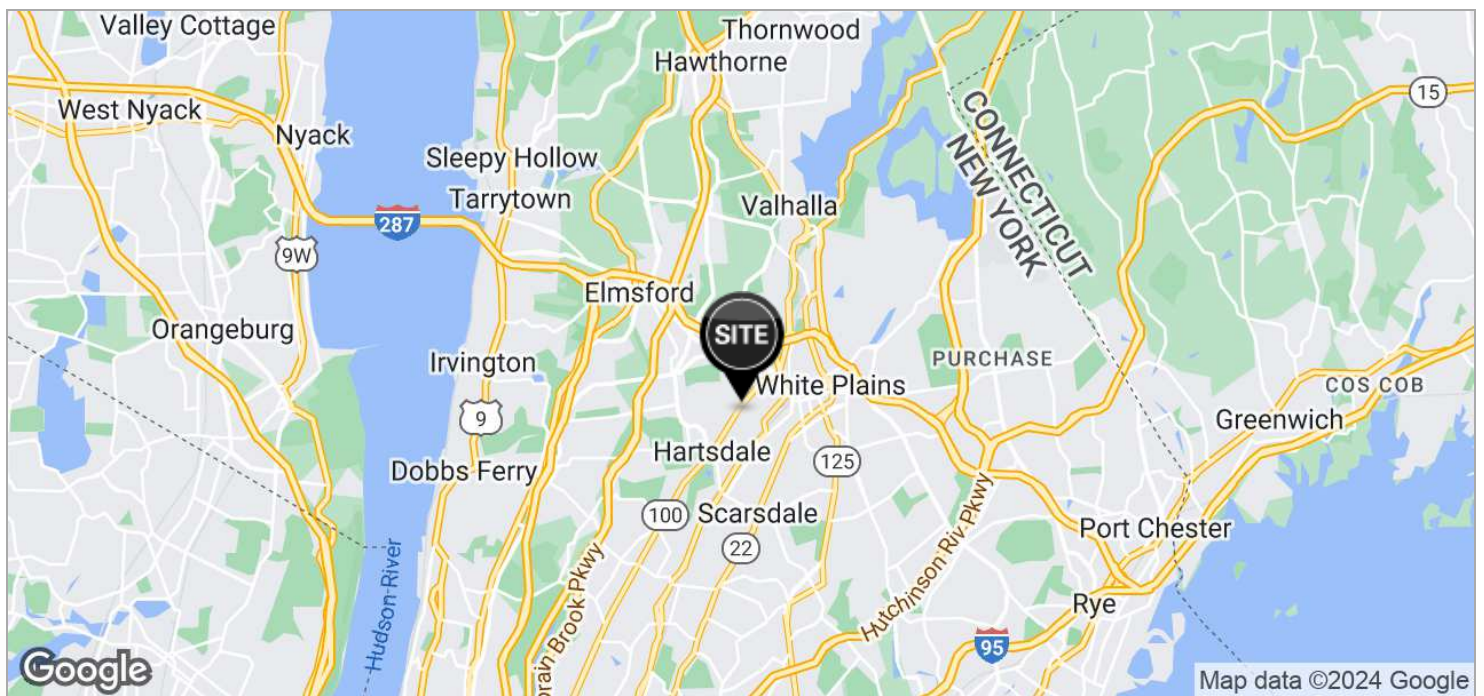 Valley Cottage
Thornwood
Hawthorne
West Nyack
Nyack
CONNECTICUT
NEW YORK
15
Sleepy Hollow
Tarrytown
Valhalla
287
9W
Elmsford
Orangeburg
SITE
Irvington
PURCHASE
White Plains
COS COB
9
Greenwich
Hartsdale
Dobbs Ferry
125
100
Scarsdale
22
Port Chester
Hudson-River
Brook Pkwy
Hutchinson Riv. Pkwy
Rye
95
Google
Map data ©2024 Google